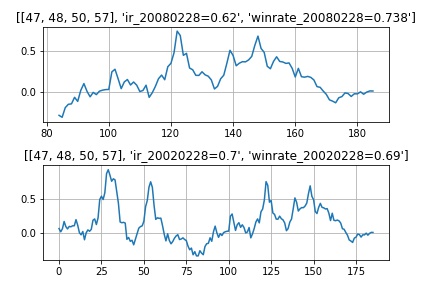 [[47, 48, 50, 57], 'ir_20080228=0.62', 'winrate_20080228=0.738']
0.5
0.0
80 100 120 140 160 180
[[47, 48, 50, 57], 'ir_20020228=0.7', 'winrate_20020228=0.69']
0.5
0.0
0 25 50 75 100 125 150 175